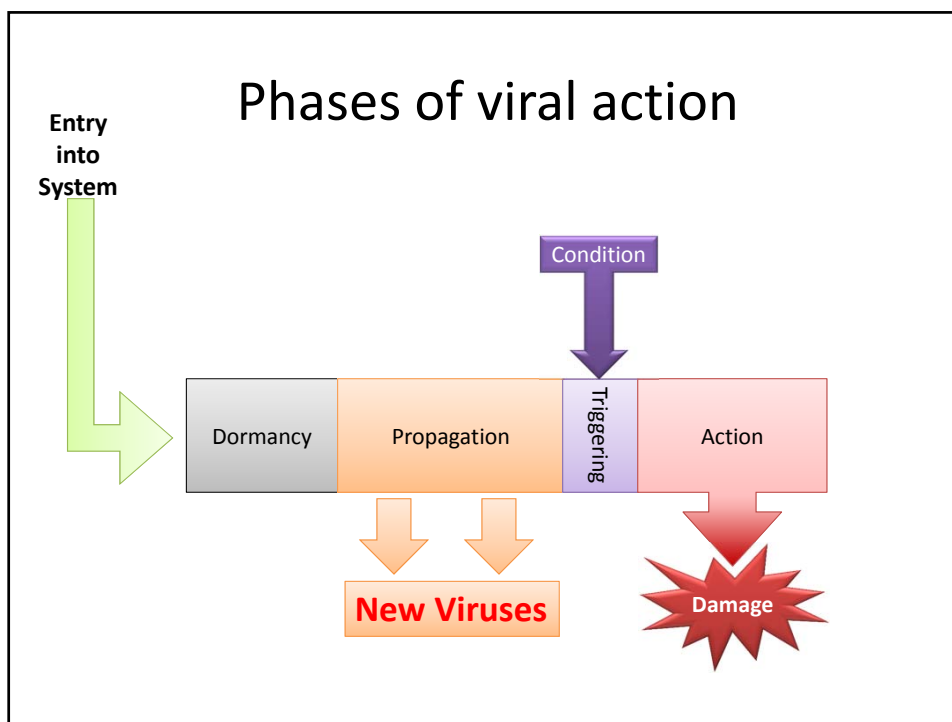 Phases of viral action
Entry
into
System
Condition
Dormancy
Propagation
Triggering
Action
New Viruses
Damage